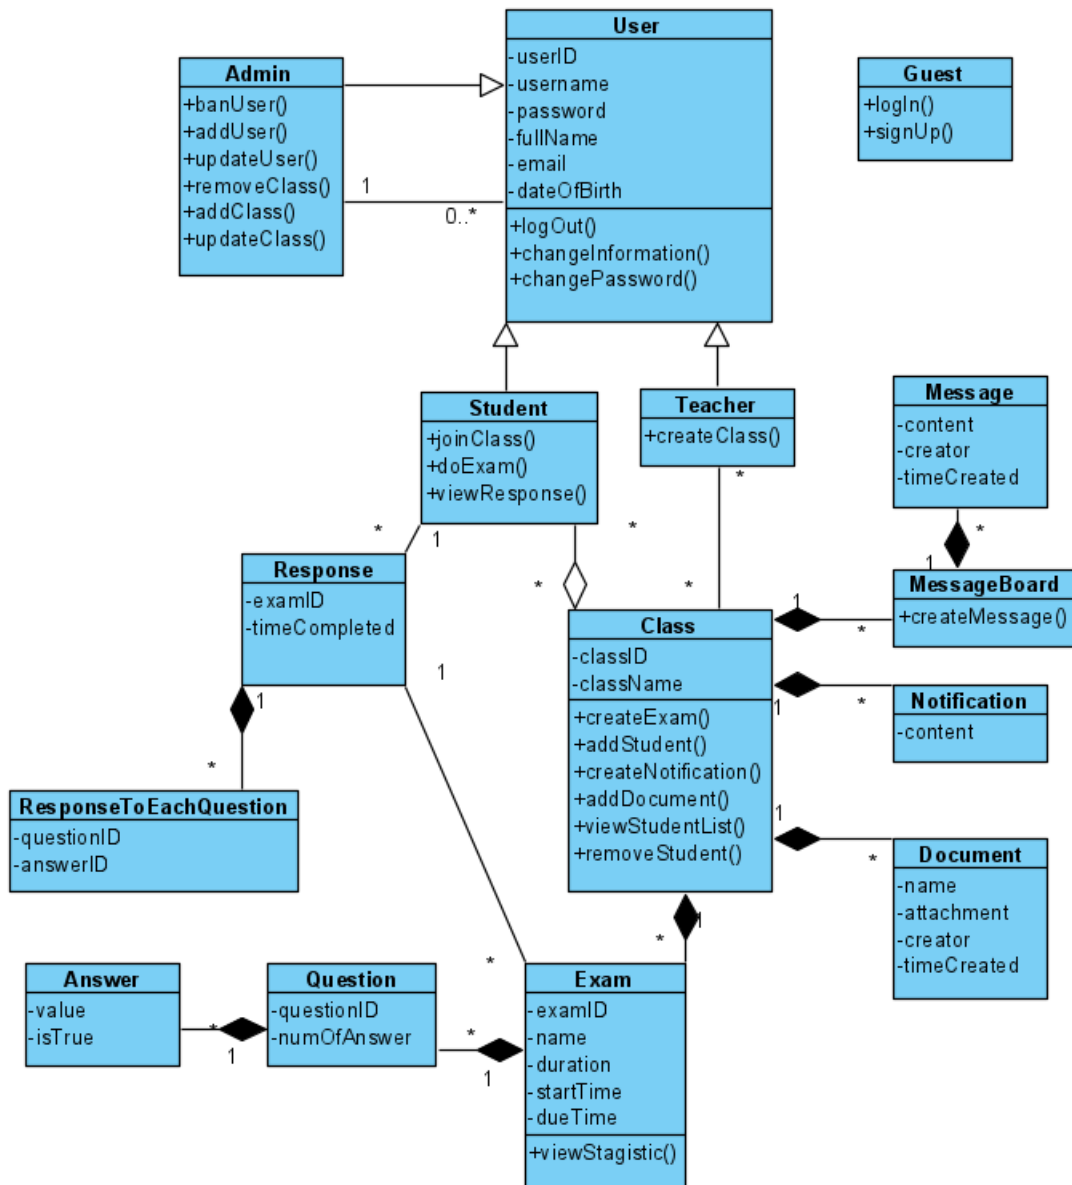 User
-userID
-username
-password
-fullName
-email
-dateOfBirth
+logOut()
+changeInformation()
+changePassword()
Admin
+banUser()
+addUser()
+updateUser()
+removeClass()
+addClass()
+updateClass()
1
0..*
Guest
+logIn()
+signUp()
Student
+joinClass()
+doExam()
+viewResponse()
Teacher
+createClass()
*
Message
-content
-creator
-timeCreated
*
1
*
1
*
*
*
Response
-examID
-timeCompleted
MessageBoard
+createMessage()
Class
-classID
-className
+createExam()
+addStudent()
+createNotification()
+addDocument()
+viewStudentList()
+removeStudent()
1
*
1
1
*
Notification
-content
1
*
ResponseToEachQuestion
-questionID
-answerID
1
*
Document
-name
-attachment
-creator
-timeCreated
1
*
*
Answer
-value
-isTrue
*
1
Question
-questionID
-numOfAnswer
*
1
Exam
-examID
-name
-duration
-startTime
-dueTime
+viewStagistic()